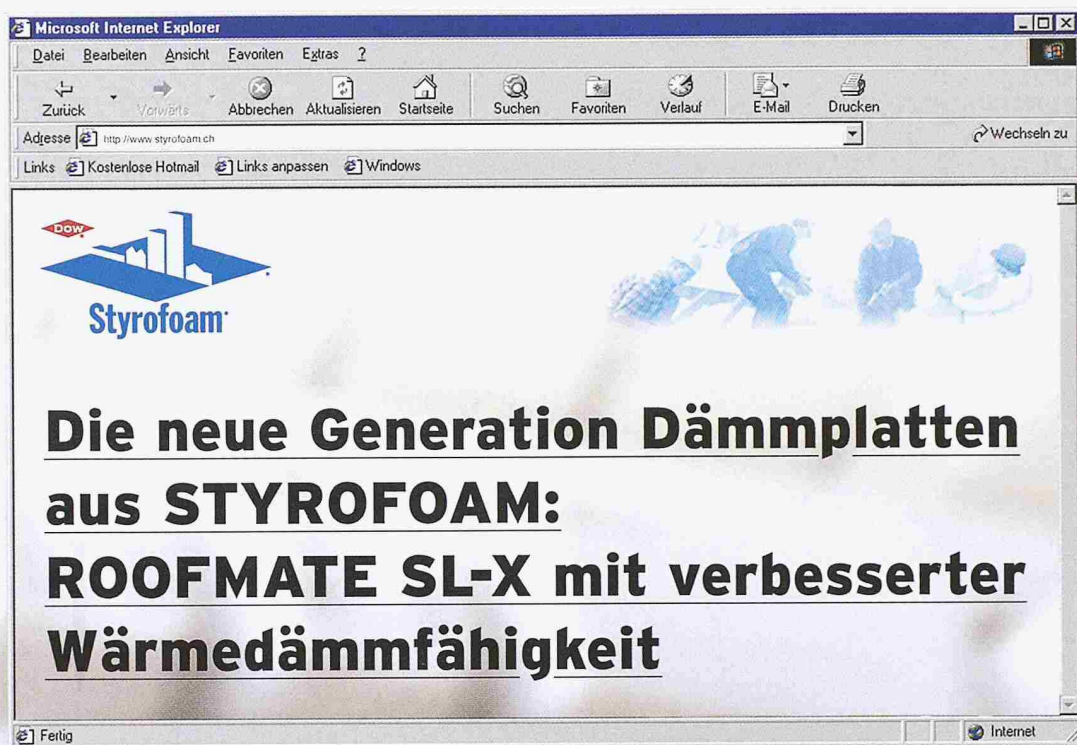 Microsoft Internet Explorer
Datei Bearbeiten Ansicht Favoriten Extras ?
Zurück Vorwärts Abbrechen Aktualisieren Startseite Suchen Favoriten Verlauf E-Mail Drucken
Adresse http://www.styrofoam.ch Wechseln zu
Links Kostenlose Hotmail Links anpassen Windows
DOW
Styrofoam
Die neue Generation Dämmplatten
aus STYROFOAM:
ROOFMATE SL-X mit verbesserter
Wärmedämmfähigkeit
Fertig Internet